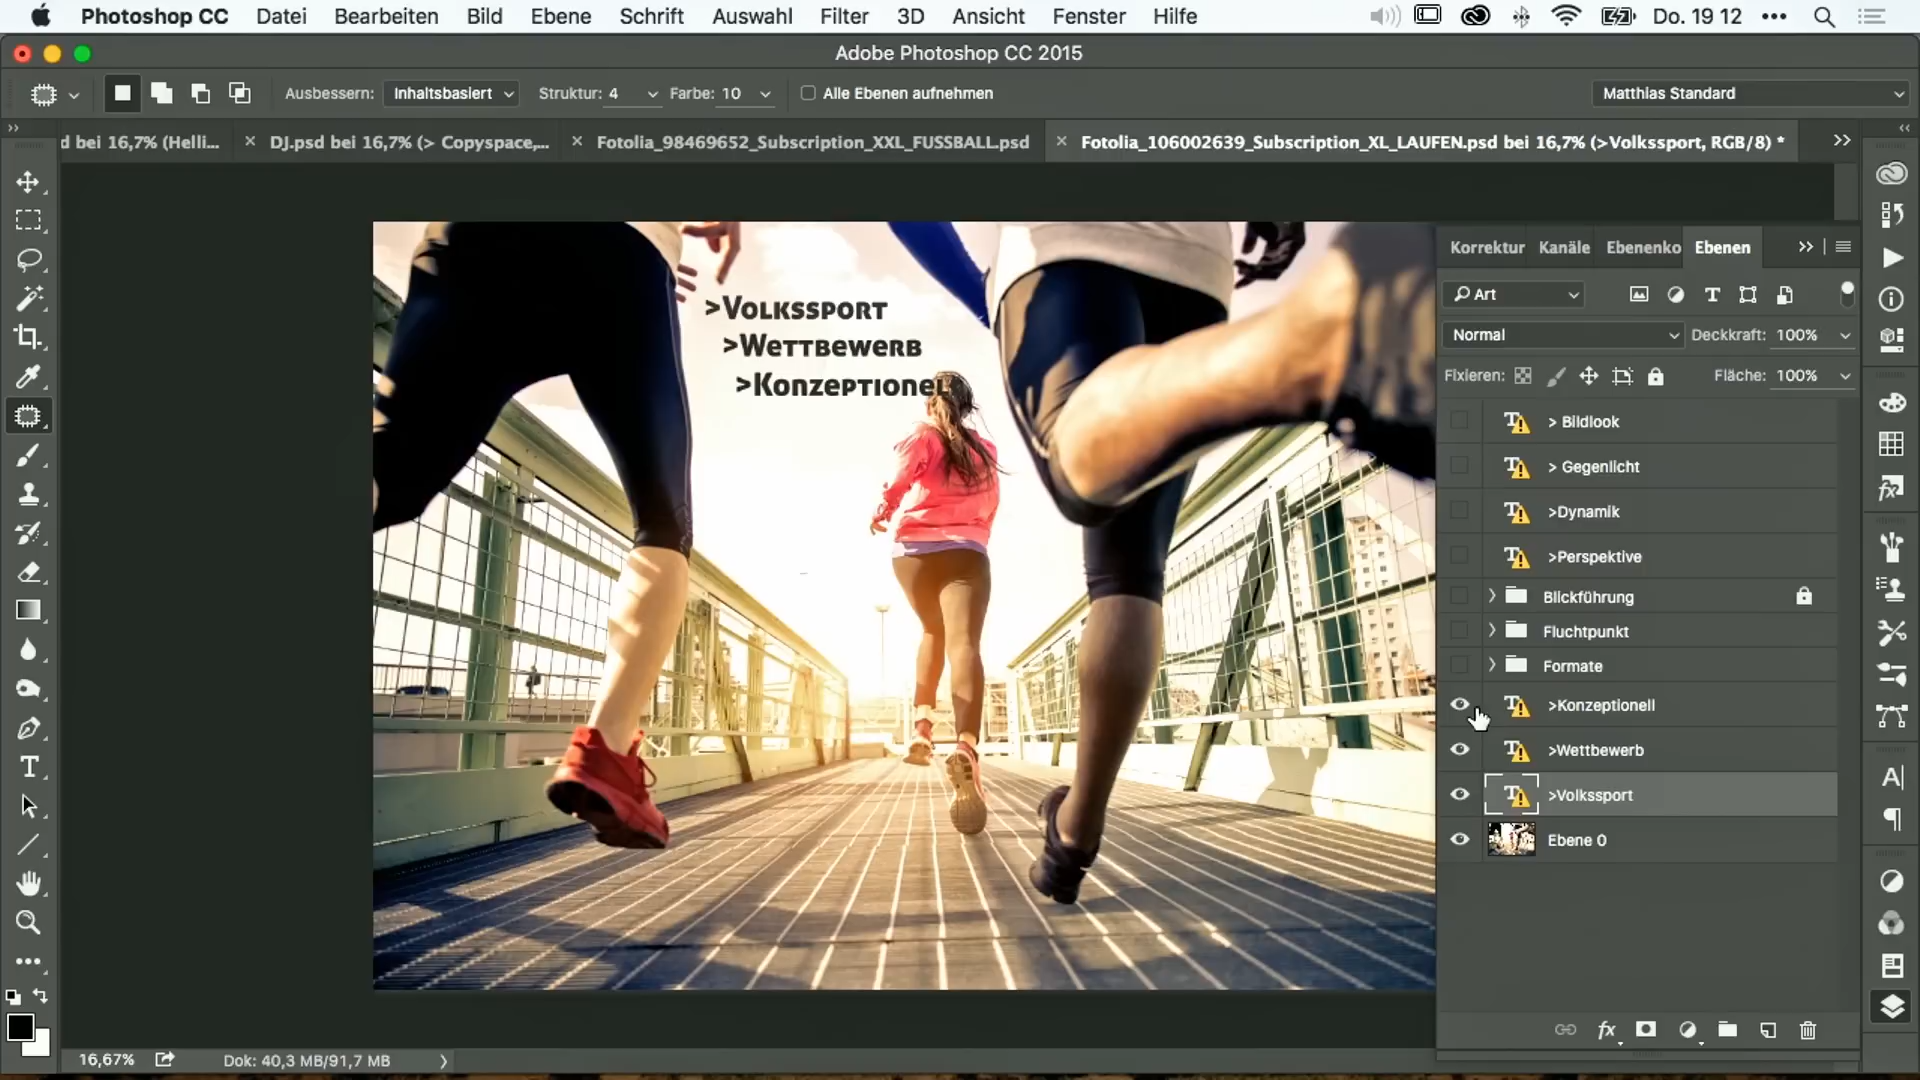 Photoshop CC Datei Bearbeiten Bild Ebene Schrift Auswahl Filter 3D Ansicht Fenster Hilfe Do. 19 12
Adobe Photoshop CC 2015
Ausbessern: Inhaltsbasiert Struktur: 4 Farbe: 10 Alle Ebenen aufnehmen Matthias Standard
d bei 16,7% (Helli... × DJ.psd bei 16,7% (> Copyspace,... × Fotolia_98469652_Subscription_XXL_FUSSBALL.psd × Fotolia_106002639_Subscription_XL_LAUFEN.psd bei 16,7% (>Volkssport, RGB/8) *
Korrektur Kanäle Ebenenko Ebenen
Art
Normal Deckkraft: 100%
Fixieren: Fläche: 100%
>Volkssport
>Wettbewerb
>Konzeptionel
> Bildlook
> Gegenlicht
>Dynamik
>Perspektive
Blickführung
Fluchtpunkt
Formate
>Konzeptionell
>Wettbewerb
>Volkssport
Ebene 0
fx
16,67% Dok: 40,3 MB/91,7 MB